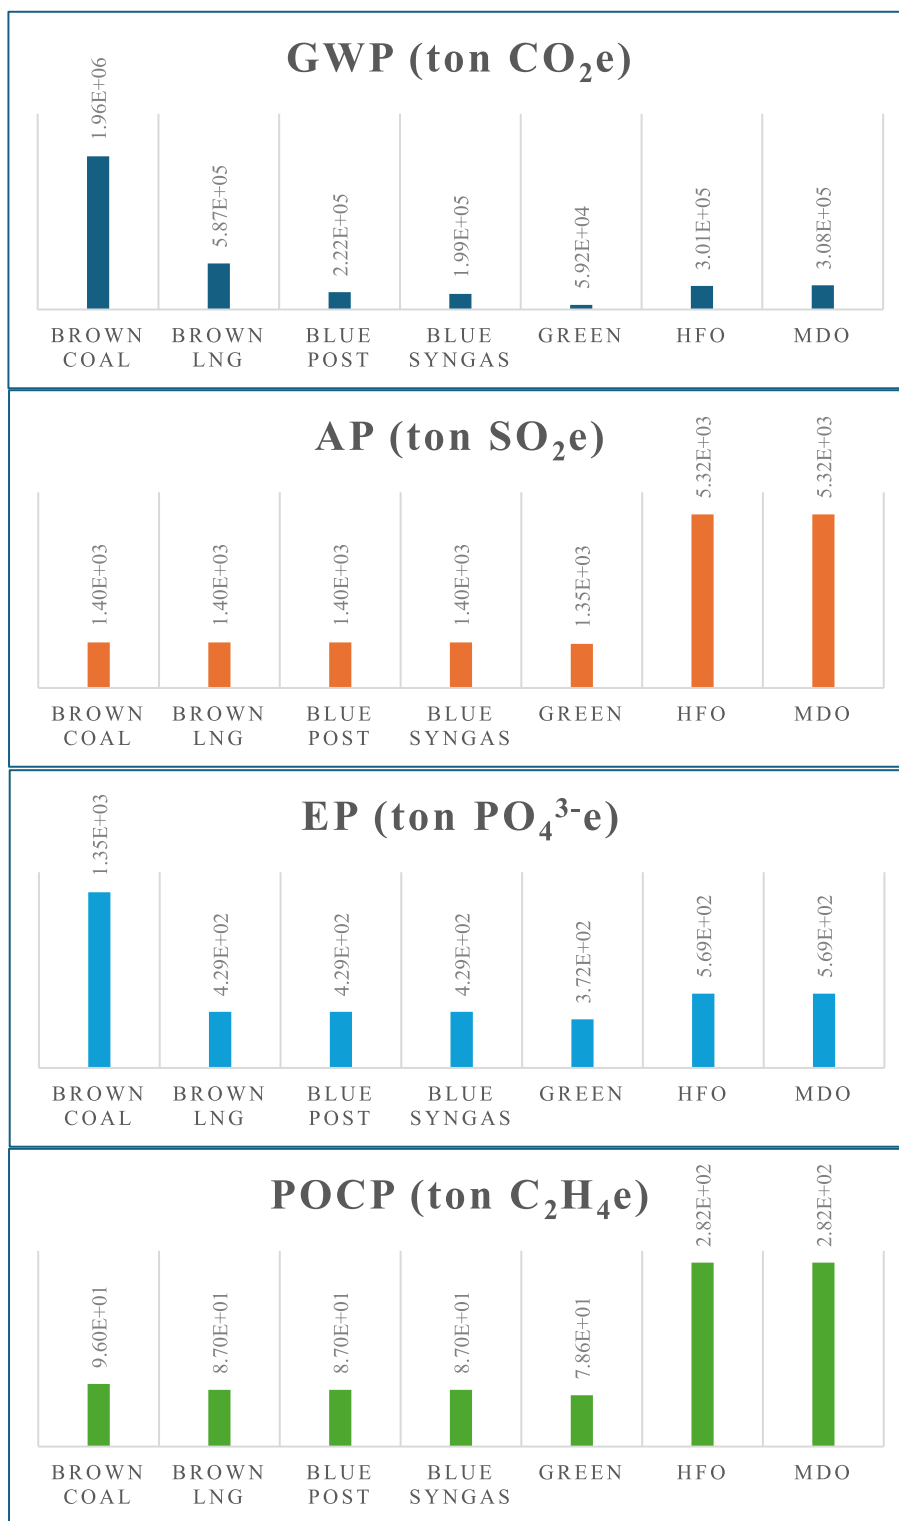 GWP (ton CO₂e)
1.96E+06
5.87E+05
2.22E+05
1.99E+05
5.92E+04
3.01E+05
3.08E+05
BROWN COAL
BROWN LNG
BLUE POST
BLUE SYNGAS
GREEN
HFO
MDO
AP (ton SO₂e)
1.40E+03
1.40E+03
1.40E+03
1.40E+03
1.35E+03
5.32E+03
5.32E+03
BROWN COAL
BROWN LNG
BLUE POST
BLUE SYNGAS
GREEN
HFO
MDO
EP (ton PO₄³⁻e)
1.35E+03
4.29E+02
4.29E+02
4.29E+02
3.72E+02
5.69E+02
5.69E+02
BROWN COAL
BROWN LNG
BLUE POST
BLUE SYNGAS
GREEN
HFO
MDO
POCP (ton C₂H₄e)
9.60E+01
8.70E+01
8.70E+01
8.70E+01
7.86E+01
2.82E+02
2.82E+02
BROWN COAL
BROWN LNG
BLUE POST
BLUE SYNGAS
GREEN
HFO
MDO